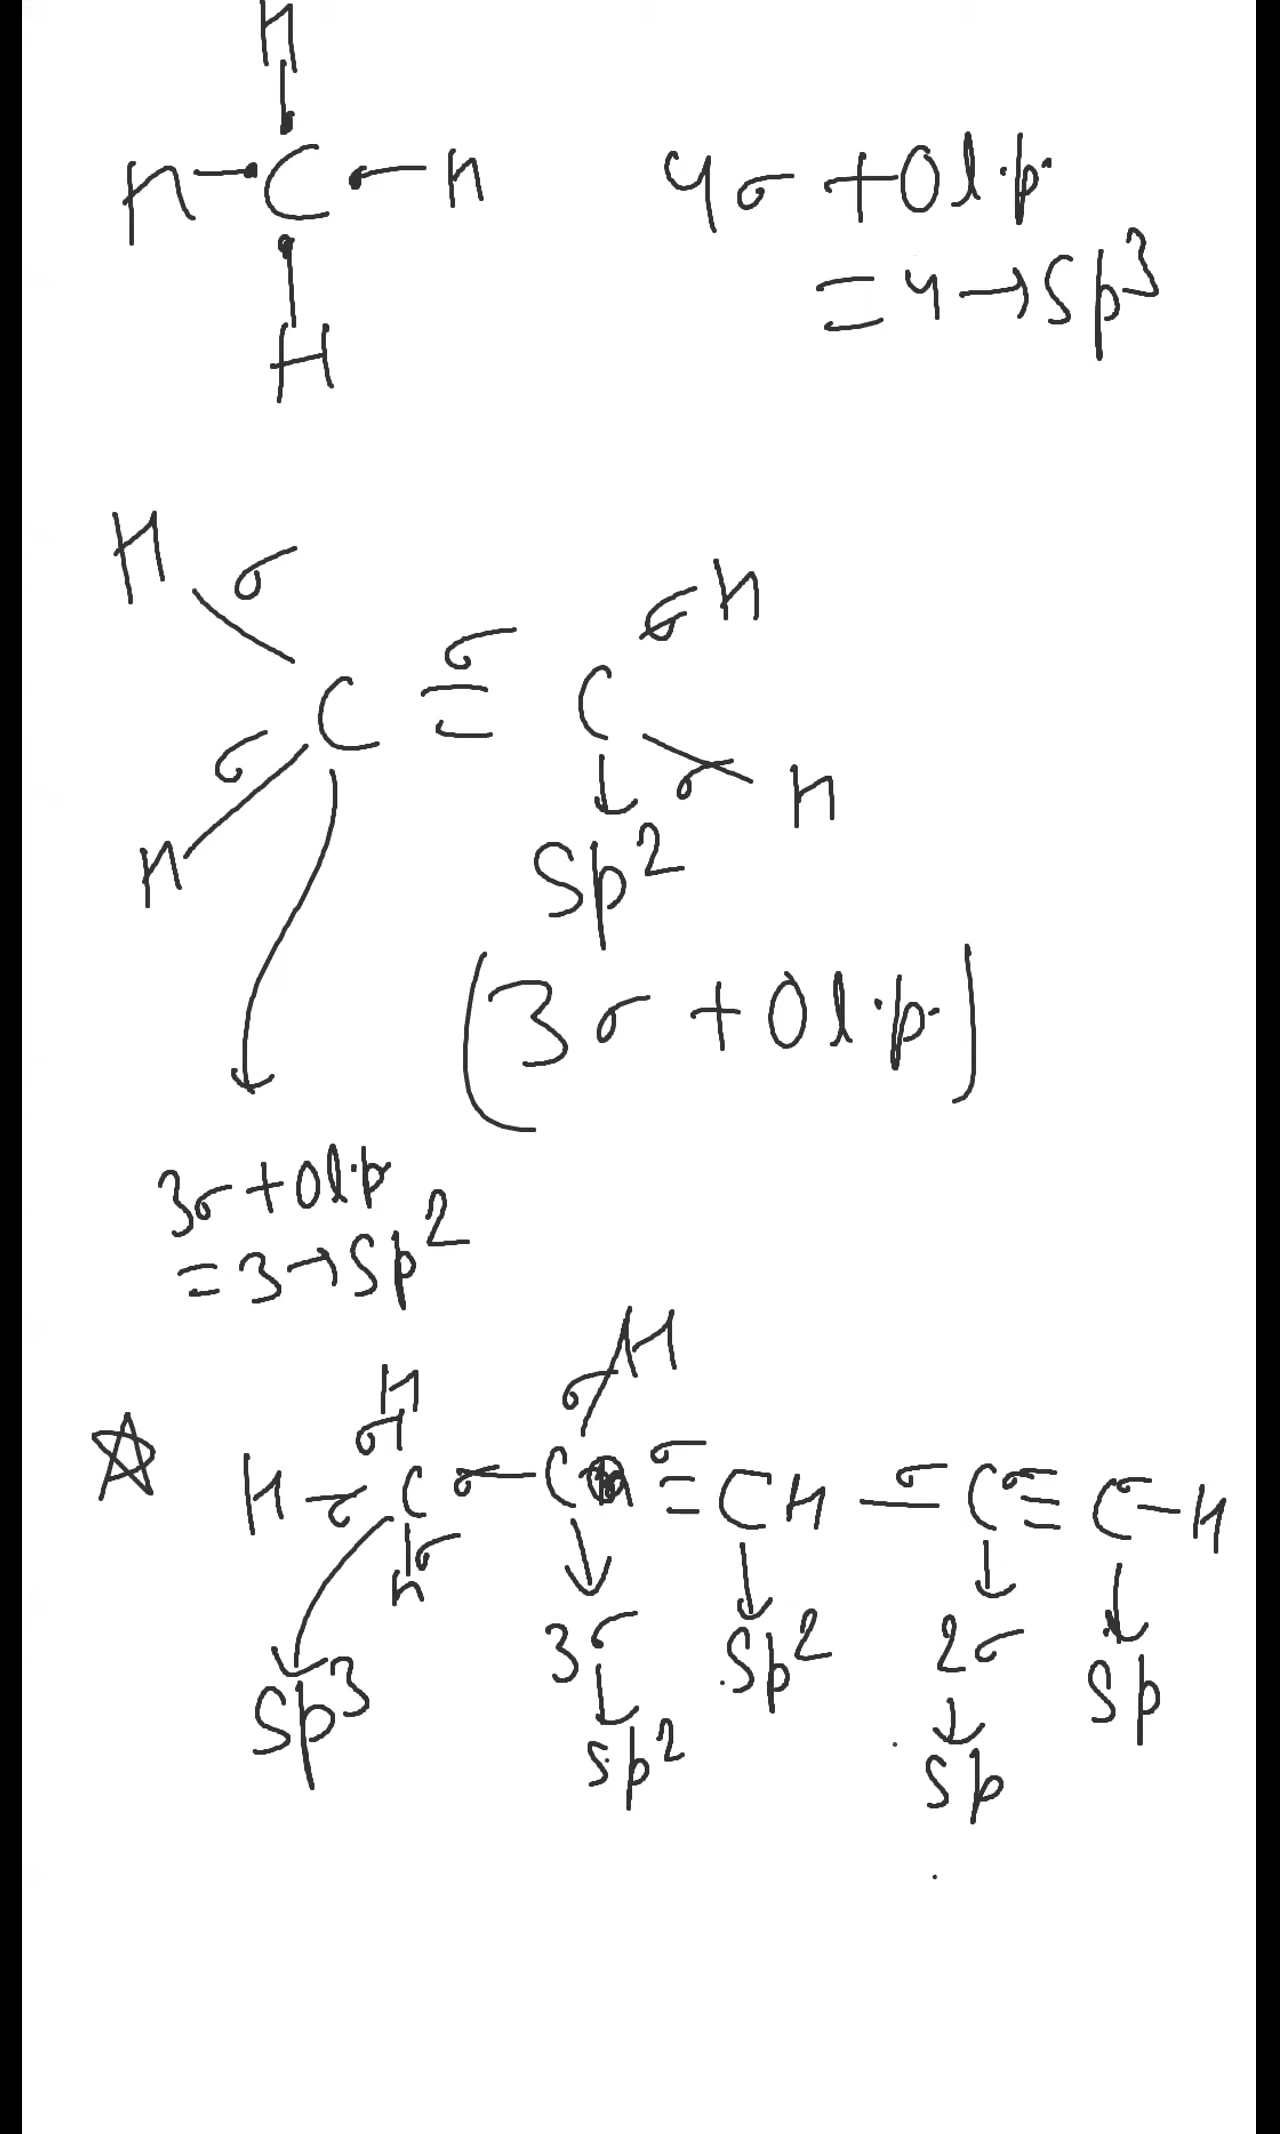 H
H - C - H
H
4σ + 0 l.p.
= 4 → Sp³
H σ
σ H
σ
C = C
σ
σ
H
H
Sp²
(3σ + 0 l.p.)
3σ + 0 l.p
= 3 → Sp²
H
H
σ
σ
H - σ C - σ C = σ CH - σ C ≡ σ C σ - H
σ
H
3σ
Sp²
2σ
Sp
Sp³
Sp²
Sp